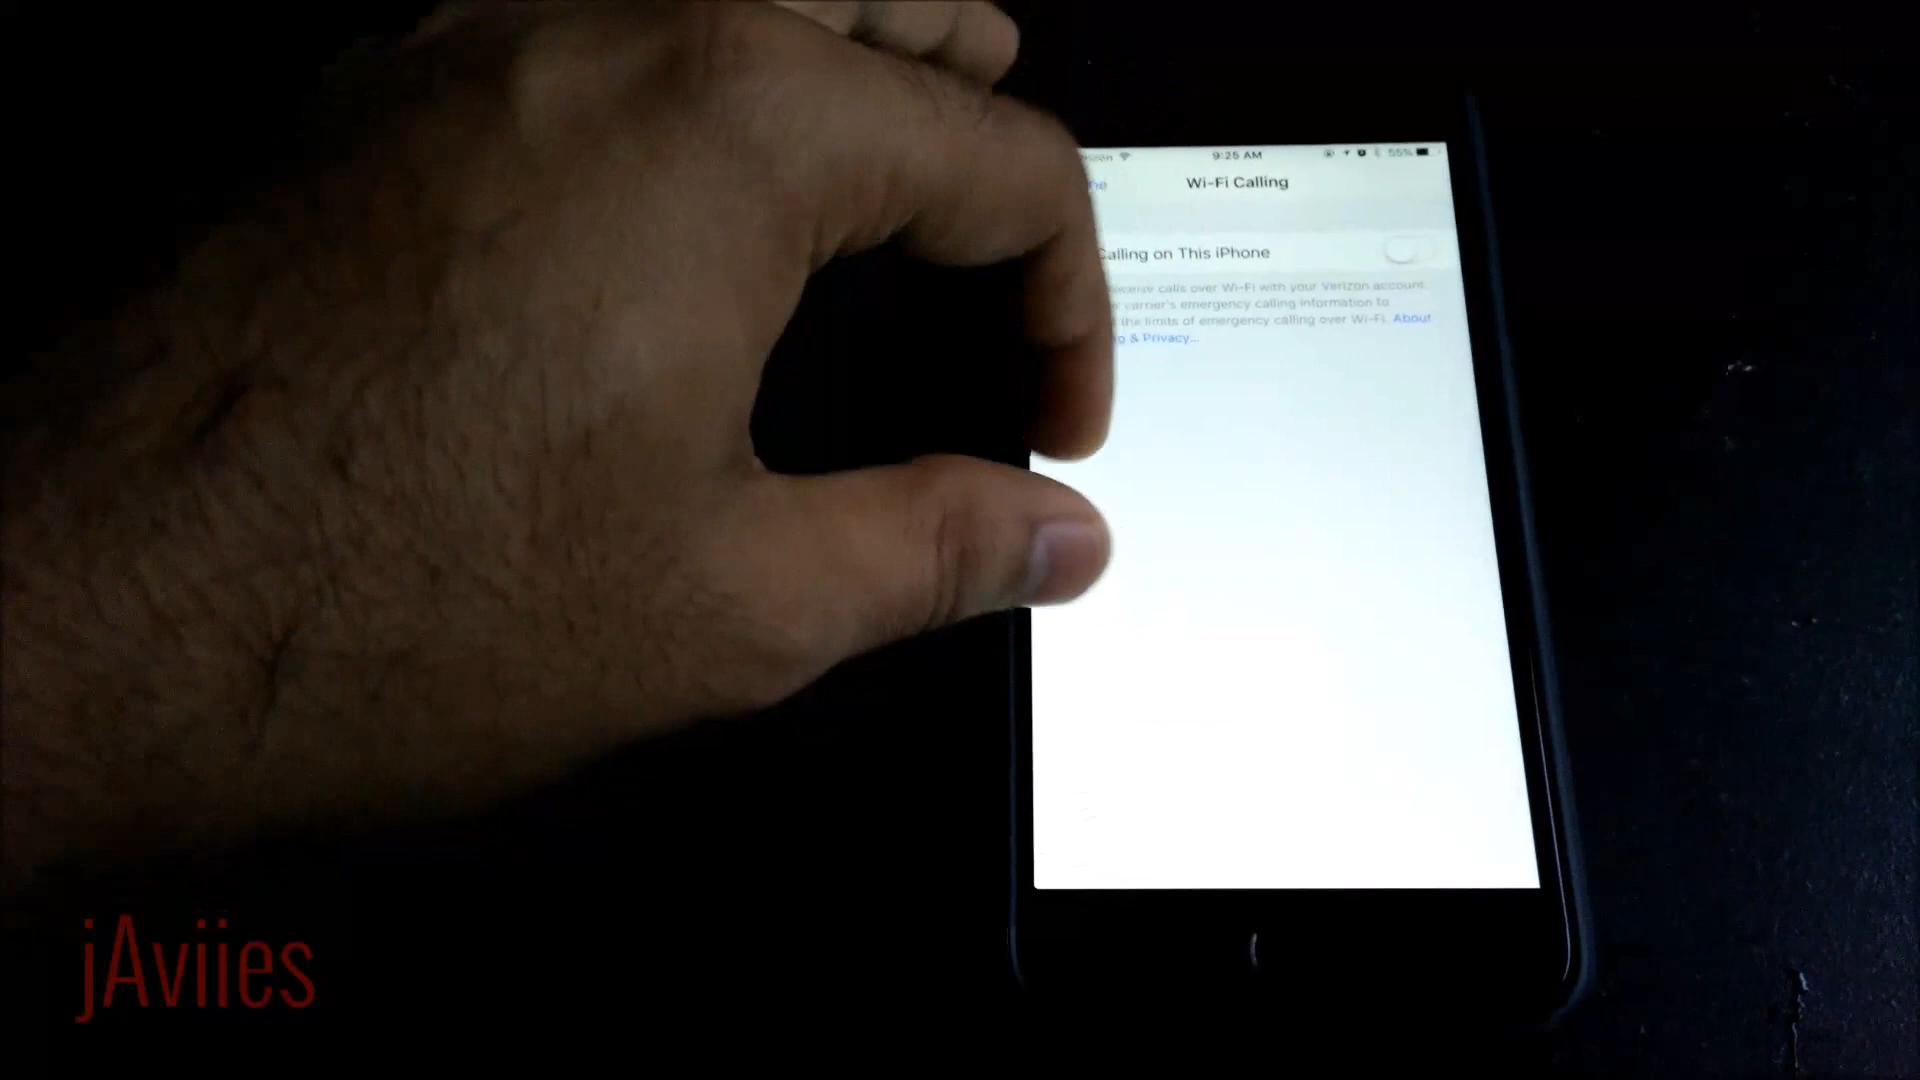 9:25 AM 55%
Wi-Fi Calling
Calling on This iPhone
calls over Wi-Fi with your Verizon account.
carrier's emergency calling information to
the limits of emergency calling over Wi-Fi. About
& Privacy...
jAviies